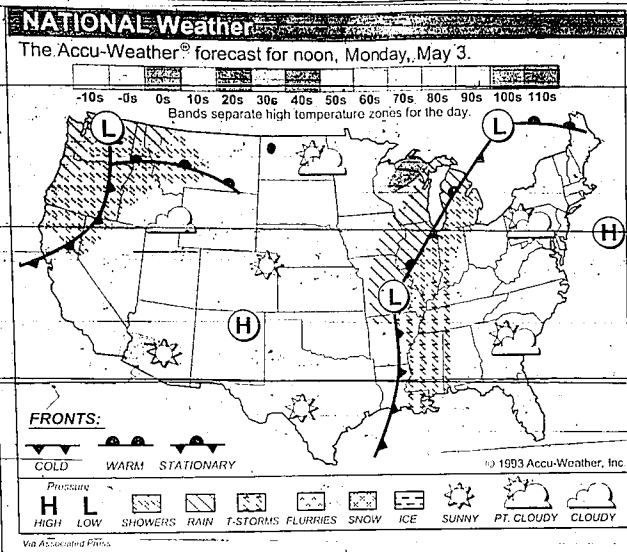 NATIONAL Weather
The Accu-Weather® forecast for noon, Monday, May 3.
-10s -0s 0s 10s 20s 30s 40s 50s 60s 70s 80s 90s 100s 110s
Bands separate high temperature zones for the day.
L
L
H
L
H
FRONTS:
COLD WARM STATIONARY
© 1993 Accu-Weather, Inc.
Pressure
H L
HIGH LOW SHOWERS RAIN T-STORMS FLURRIES SNOW ICE SUNNY PT. CLOUDY CLOUDY
Via Associated Press